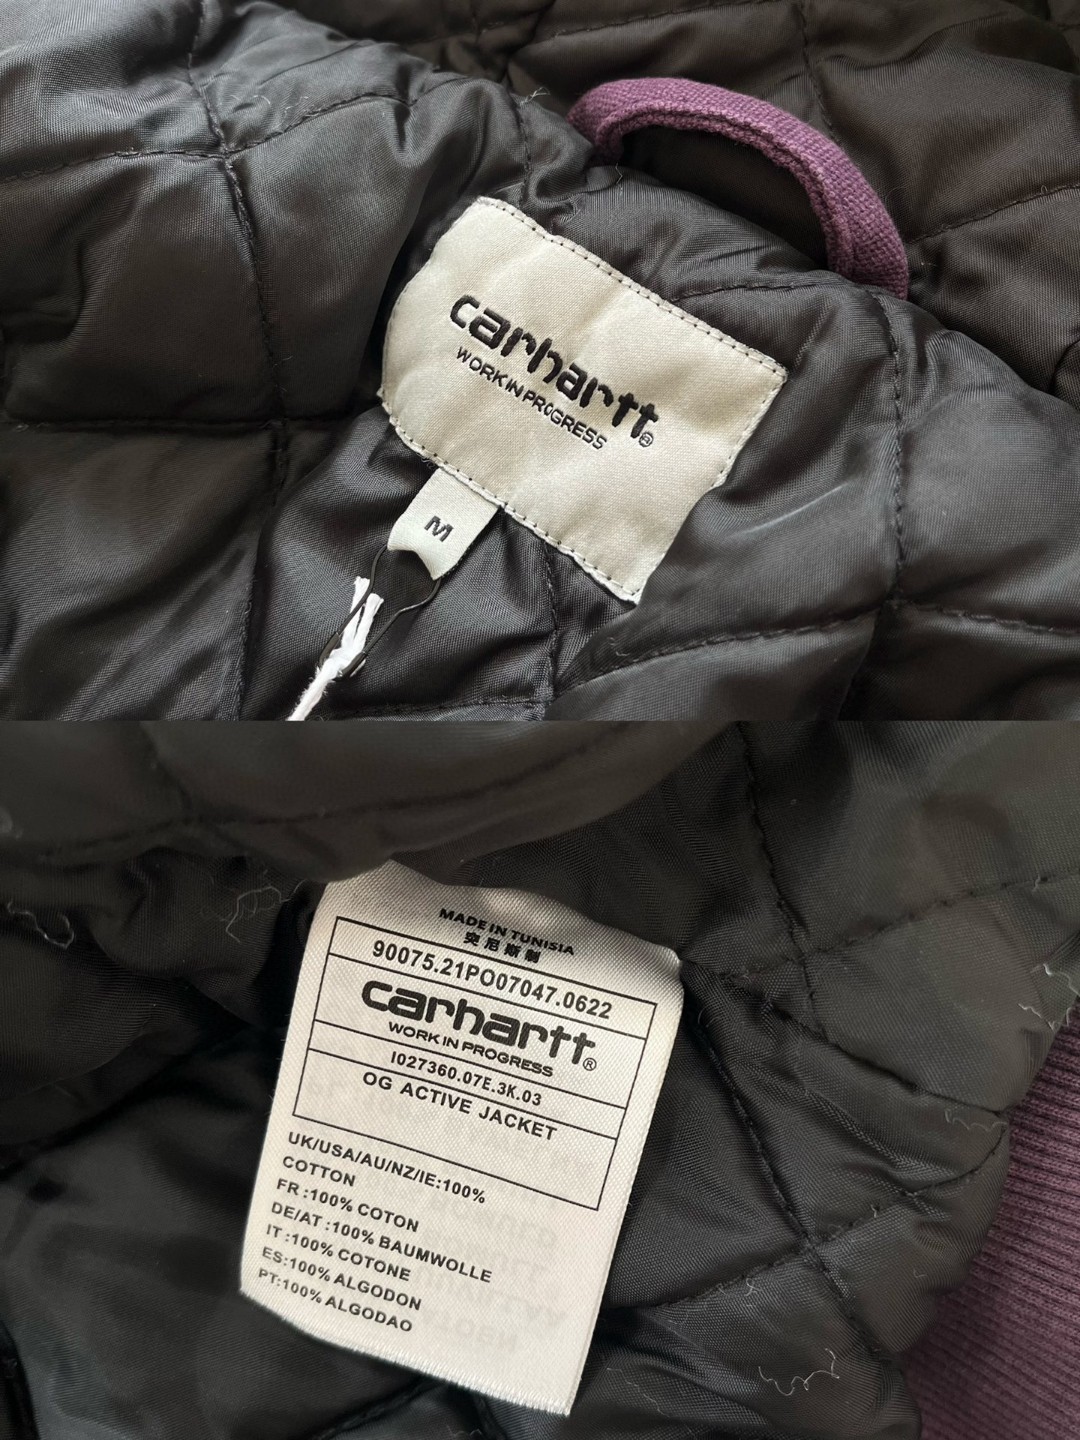 carhartt
WORK IN PROGRESS
®
M
MADE IN TUNISIA
突尼斯制
90075.21PO07047.0622
carhartt®
WORK IN PROGRESS
I027360.07E.3K.03
OG ACTIVE JACKET
UK/USA/AU/NZ/IE:100%
COTTON
FR:100% COTON
DE/AT:100% BAUMWOLLE
IT:100% COTONE
ES:100% ALGODON
PT:100% ALGODAO